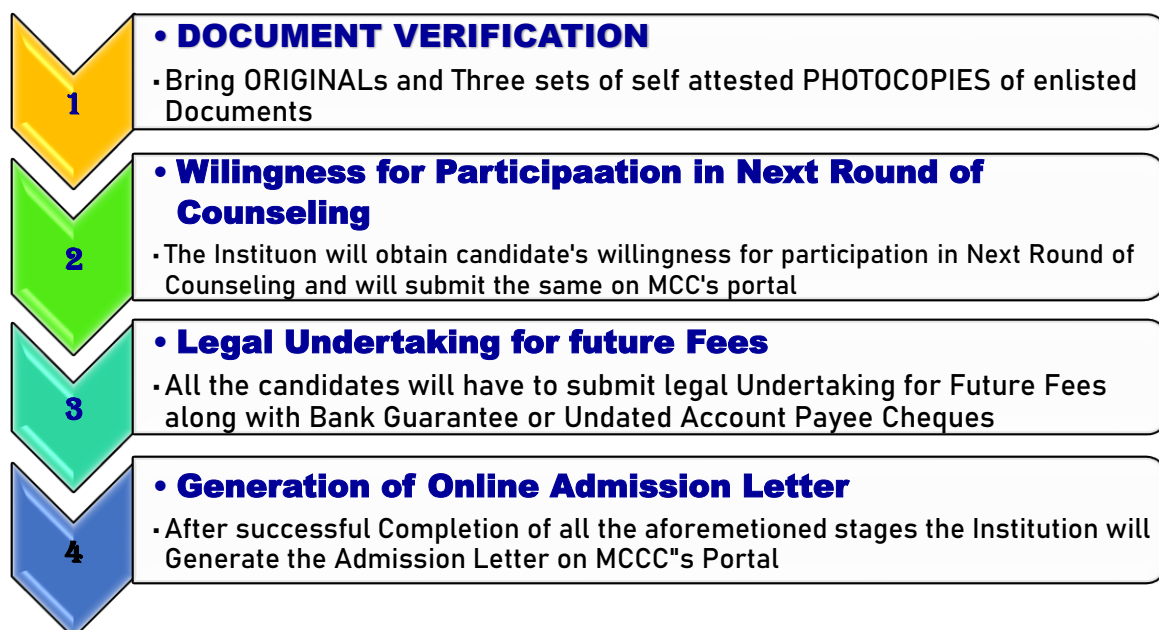 • DOCUMENT VERIFICATION
▪ Bring ORIGINALs and Three sets of self attested PHOTOCOPIES of enlisted
Documents
1
• Wilingness for Participaation in Next Round of
Counseling
▪ The Instituon will obtain candidate's willingness for participation in Next Round of
Counseling and will submit the same on MCC's portal
2
• Legal Undertaking for future Fees
▪ All the candidates will have to submit legal Undertaking for Future Fees
along with Bank Guarantee or Undated Account Payee Cheques
3
• Generation of Online Admission Letter
▪ After successful Completion of all the aforemetioned stages the Institution will
Generate the Admission Letter on MCCC"s Portal
4